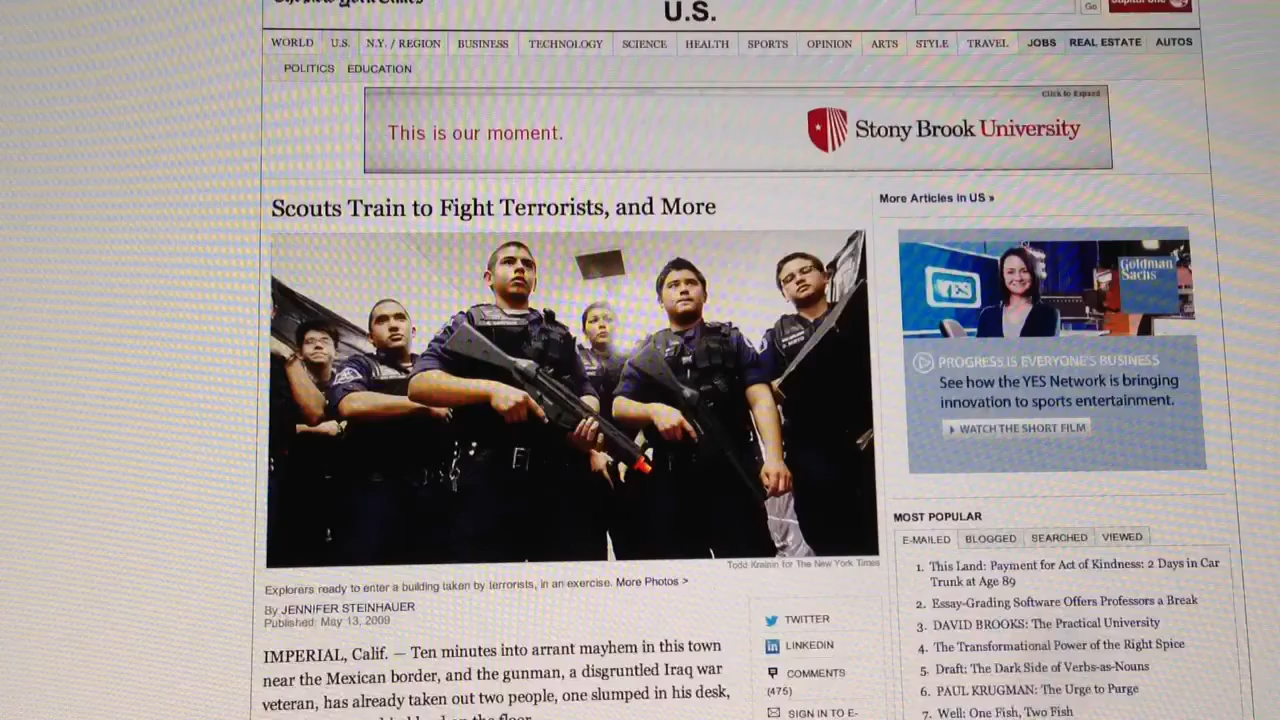 The New York Times
U.S.
Go
WORLD U.S. N.Y. / REGION BUSINESS TECHNOLOGY SCIENCE HEALTH SPORTS OPINION ARTS STYLE TRAVEL JOBS REAL ESTATE AUTOS
POLITICS EDUCATION
Click to Expand
This is our moment.
Stony Brook University
Scouts Train to Fight Terrorists, and More
Todd Krainin for The New York Times
Explorers ready to enter a building taken by terrorists, in an exercise. More Photos >
By JENNIFER STEINHAUER
Published: May 13, 2009
IMPERIAL, Calif. — Ten minutes into arrant mayhem in this town
near the Mexican border, and the gunman, a disgruntled Iraq war
veteran, has already taken out two people, one slumped in his desk,
the floor.
TWITTER
LINKEDIN
COMMENTS
(475)
SIGN IN TO E-
More Articles in US »
YES
Goldman
Sachs
PROGRESS IS EVERYONE'S BUSINESS
See how the YES Network is bringing
innovation to sports entertainment.
WATCH THE SHORT FILM
MOST POPULAR
E-MAILED BLOGGED SEARCHED VIEWED
1. This Land: Payment for Act of Kindness: 2 Days in Car
Trunk at Age 89
2. Essay-Grading Software Offers Professors a Break
3. DAVID BROOKS: The Practical University
4. The Transformational Power of the Right Spice
5. Draft: The Dark Side of Verbs-as-Nouns
6. PAUL KRUGMAN: The Urge to Purge
7. Well: One Fish, Two Fish